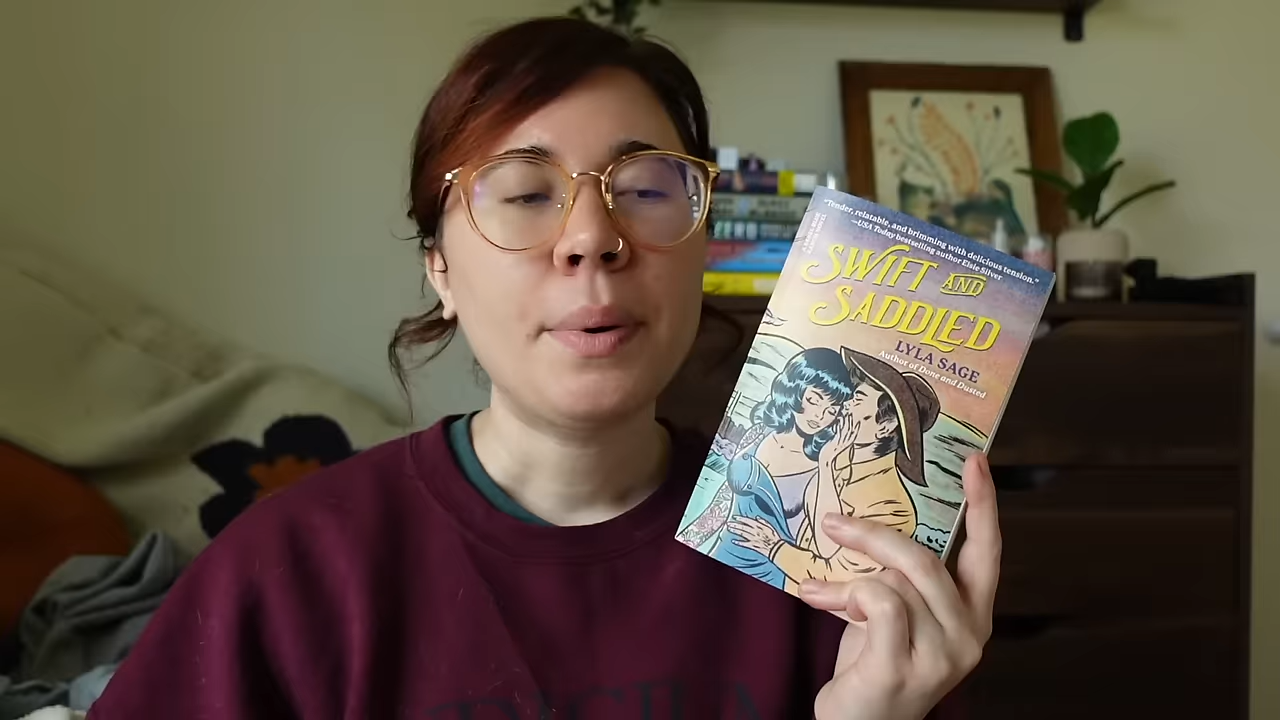 "Tender, relatable, and brimming with delicious tension."
—USA Today bestselling author Elsie Silver
SWIFT AND
SADDLED
LYLA SAGE
Author of Done and Dusted